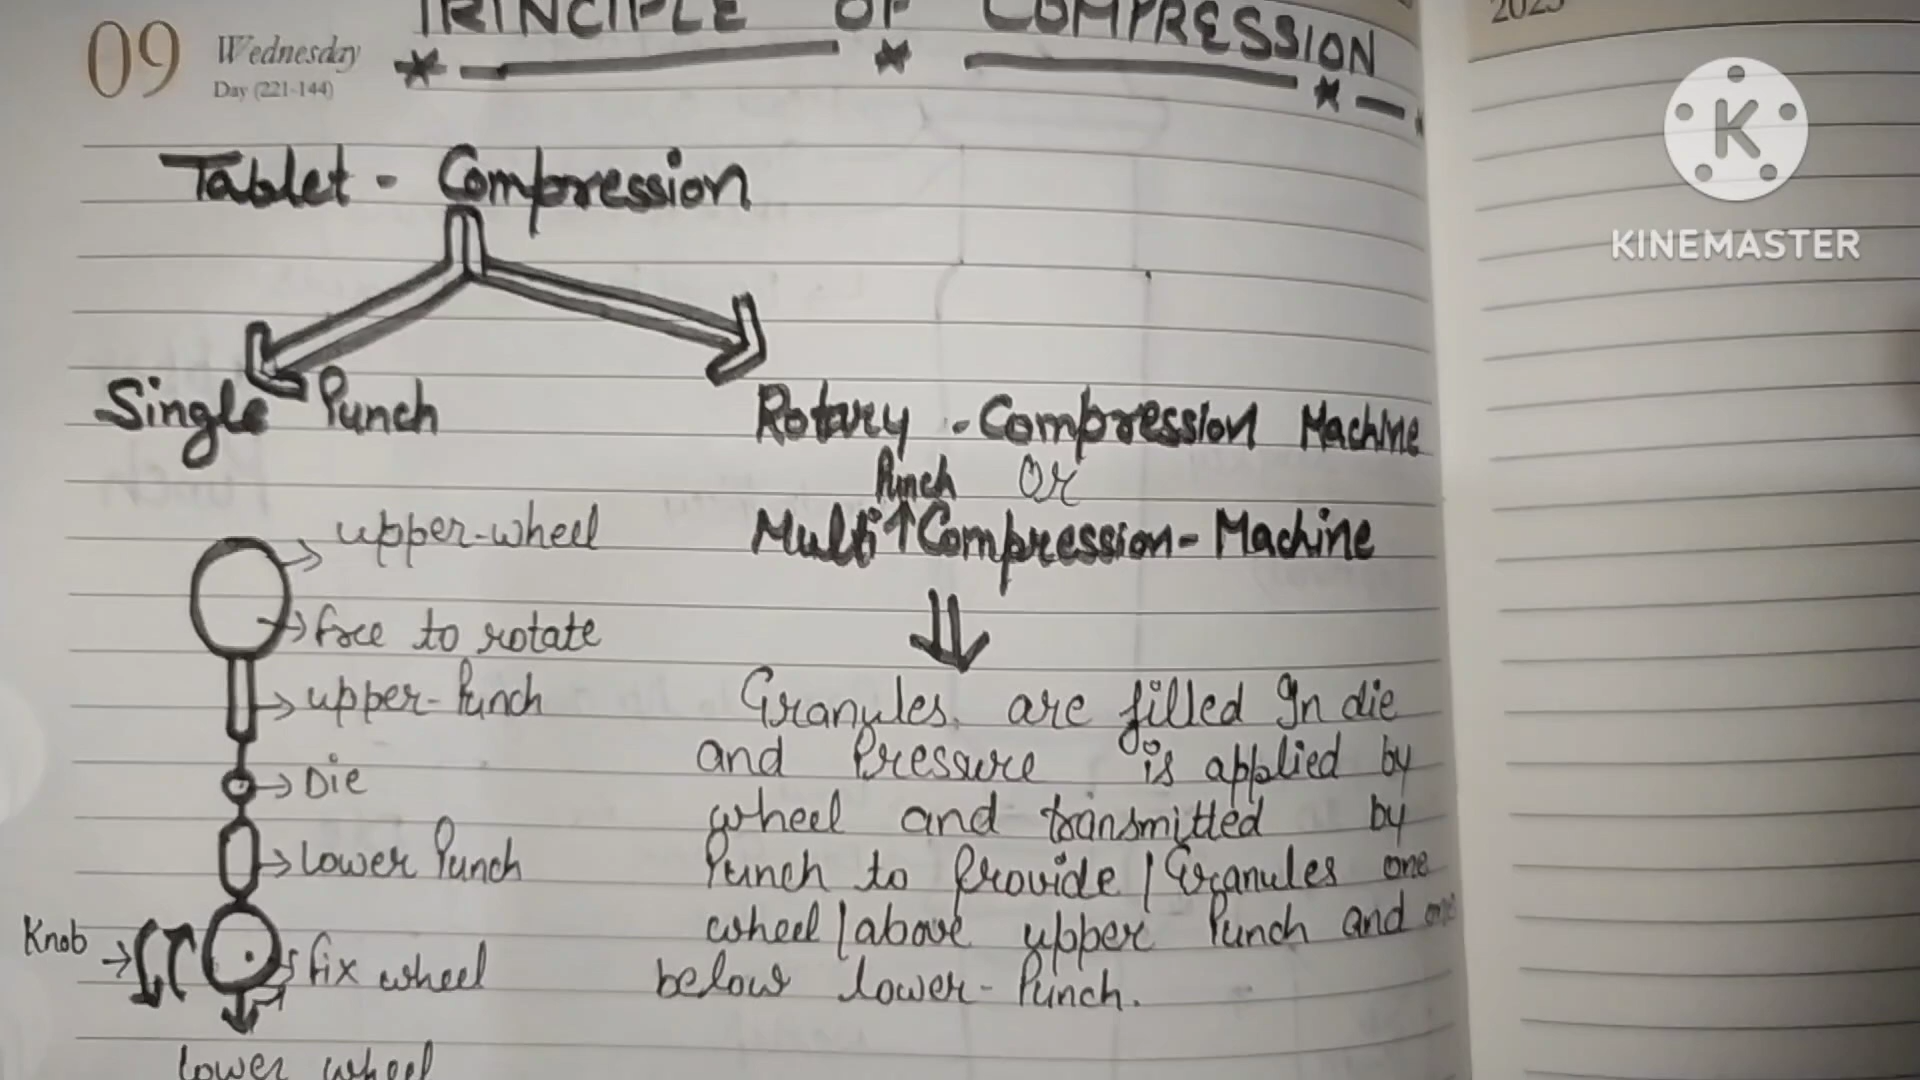 PRINCIPLE OF COMPRESSION
09 Wednesday
Day (221-144)
2023
KINEMASTER
Tablet - Compression
Single Punch
Rotary - Compression Machine
Punch Or
Multi ↑ Compression - Machine
upper-wheel
free to rotate
upper-Punch
Die
Lower Punch
Knob
fix wheel
lower wheel
Granules are filled In die
and Pressure is applied by
wheel and transmitted by
Punch to Provide / Granules one
wheel / above upper Punch and one
below lower-Punch.